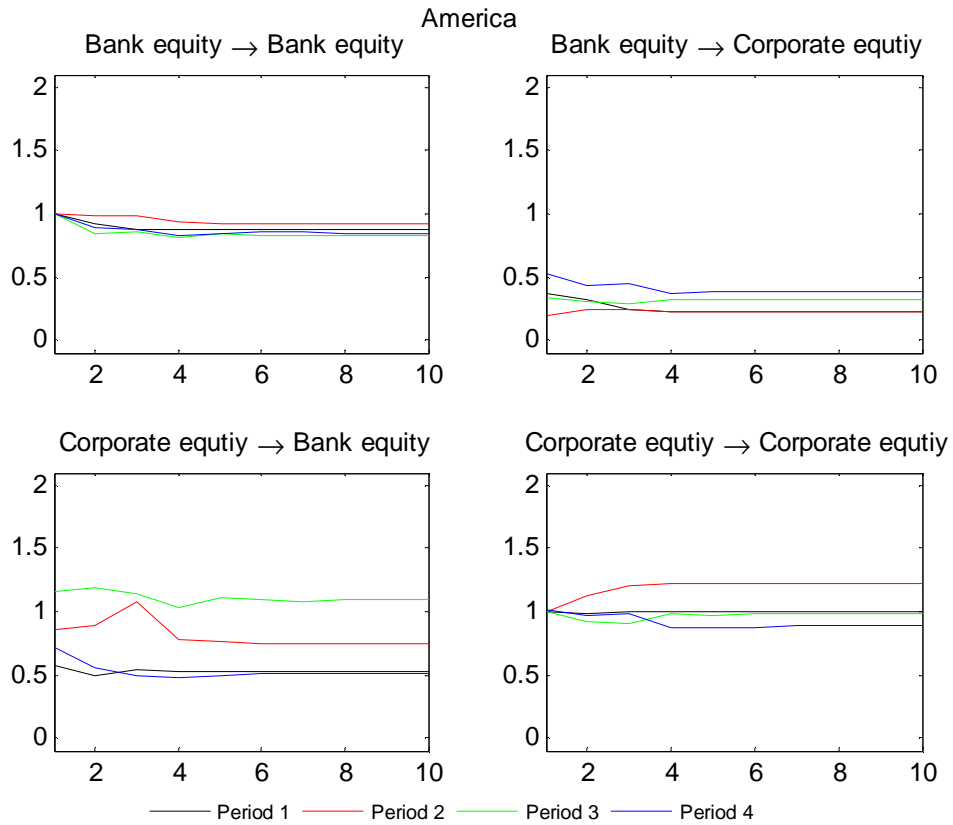 America
Bank equity → Bank equity
Bank equity → Corporate equtiy
2
1.5
1
0.5
0
2 4 6 8 10
2
1.5
1
0.5
0
2 4 6 8 10
Corporate equtiy → Bank equity
Corporate equtiy → Corporate equtiy
2
1.5
1
0.5
0
2 4 6 8 10
2
1.5
1
0.5
0
2 4 6 8 10
Period 1 Period 2 Period 3 Period 4